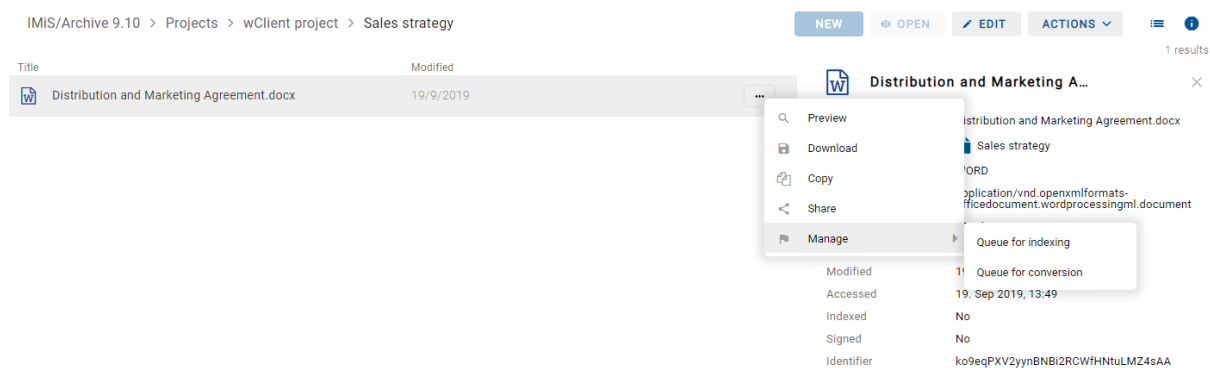 IMiS/Archive 9.10 > Projects > wClient project > Sales strategy
NEW
OPEN
EDIT
ACTIONS
1 results
Title
Modified
Distribution and Marketing Agreement.docx
19/9/2019
...
Preview
Download
Copy
Share
Manage
Queue for indexing
Queue for conversion
Distribution and Marketing A...
istribution and Marketing Agreement.docx
Sales strategy
ORD
pplication/vnd.openxmlformats-
fficedocument.wordprocessingml.document
Modified
19
Accessed
19. Sep 2019, 13:49
Indexed
No
Signed
No
Identifier
ko9eqPXV2yynBNBi2RCWfHNtuLMZ4sAA